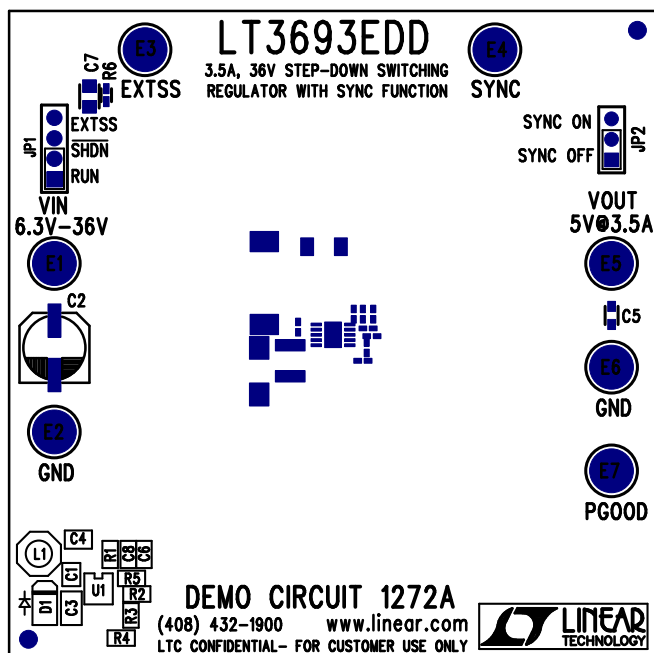 E3
LT3693EDD
E4
C7
R6
EXTSS
3.5A, 36V STEP-DOWN SWITCHING
REGULATOR WITH SYNC FUNCTION
SYNC
JP1
EXTSS
SHDN
RUN
SYNC ON
SYNC OFF
JP2
VIN
6.3V-36V
VOUT
5V@3.5A
E1
E5
C2
C5
E6
GND
E2
GND
E7
PGOOD
L1
C4
R1
C8
C6
C1
U1
R5
R2
D1
C3
R3
R4
DEMO CIRCUIT 1272A
(408) 432-1900 www.linear.com
LTC CONFIDENTIAL- FOR CUSTOMER USE ONLY
LT
LINEAR
TECHNOLOGY